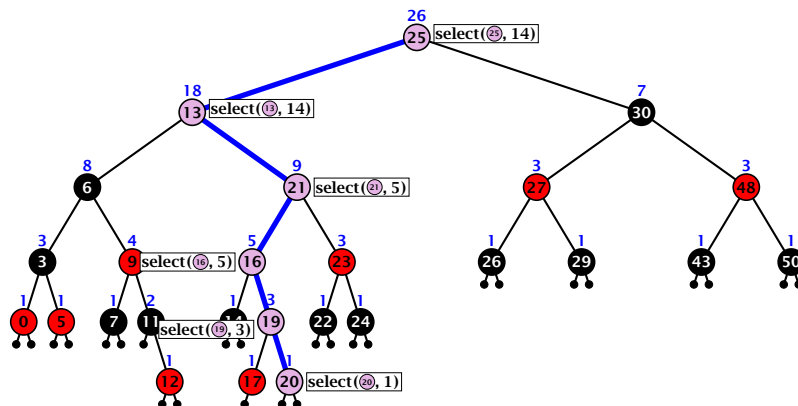 26
25 select(25, 14)
18 7
13 select(13, 14) 30
8 9 3 3
6 21 select(21, 5) 27 48
3 4 5 3 1 1 1 1
3 9 select(16, 5) 16 23 26 29 43 50
1 1 1 2 1 3 1 1
0 5 7 11 select(19, 3) 19 22 24
1 1 1
12 17 20 select(20, 1)